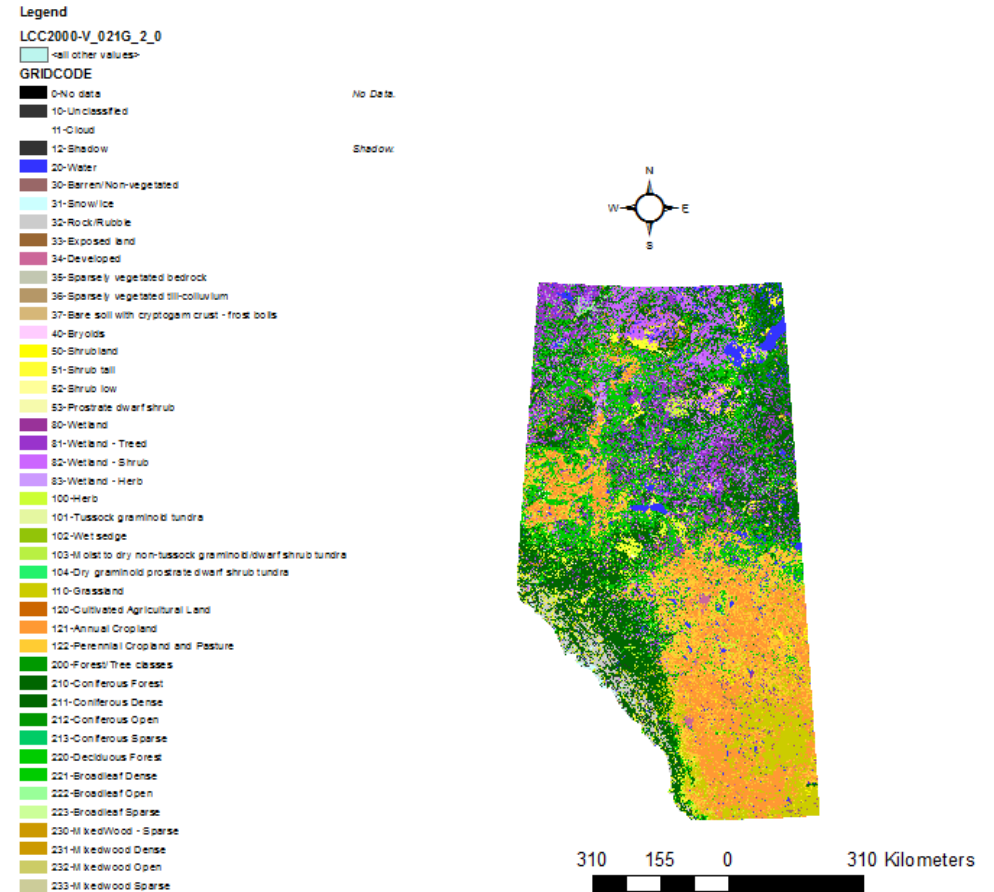 Legend
LCC2000-V_021G_2_0
<all other values>
GRIDCODE
0-No data No Data.
10-Unclassified
11-Cloud
12-Shadow Shadow.
20-Water
30-Barren/Non-vegetated
31-Snow/Ice
32-Rock/Rubble
33-Exposed land
34-Developed
35-Sparsely vegetated bedrock
36-Sparsely vegetated till-colluvium
37-Bare soil with cryptogam crust - frost boils
40-Bryoids
50-Shrubland
51-Shrub tall
52-Shrub low
53-Prostrate dwarf shrub
80-Wetland
81-Wetland - Treed
82-Wetland - Shrub
83-Wetland - Herb
100-Herb
101-Tussock graminoid tundra
102-Wet sedge
103-Moist to dry non-tussock graminoid/dwarf shrub tundra
104-Dry graminoid prostrate dwarf shrub tundra
110-Grassland
120-Cultivated Agricultural Land
121-Annual Cropland
122-Perennial Cropland and Pasture
200-Forest/Tree classes
210-Coniferous Forest
211-Coniferous Dense
212-Coniferous Open
213-Coniferous Sparse
220-Deciduous Forest
221-Broadleaf Dense
222-Broadleaf Open
223-Broadleaf Sparse
230-MixedWood - Sparse
231-Mixedwood Dense
232-Mixedwood Open
233-Mixedwood Sparse
N
W E
S
310 155 0 310 Kilometers